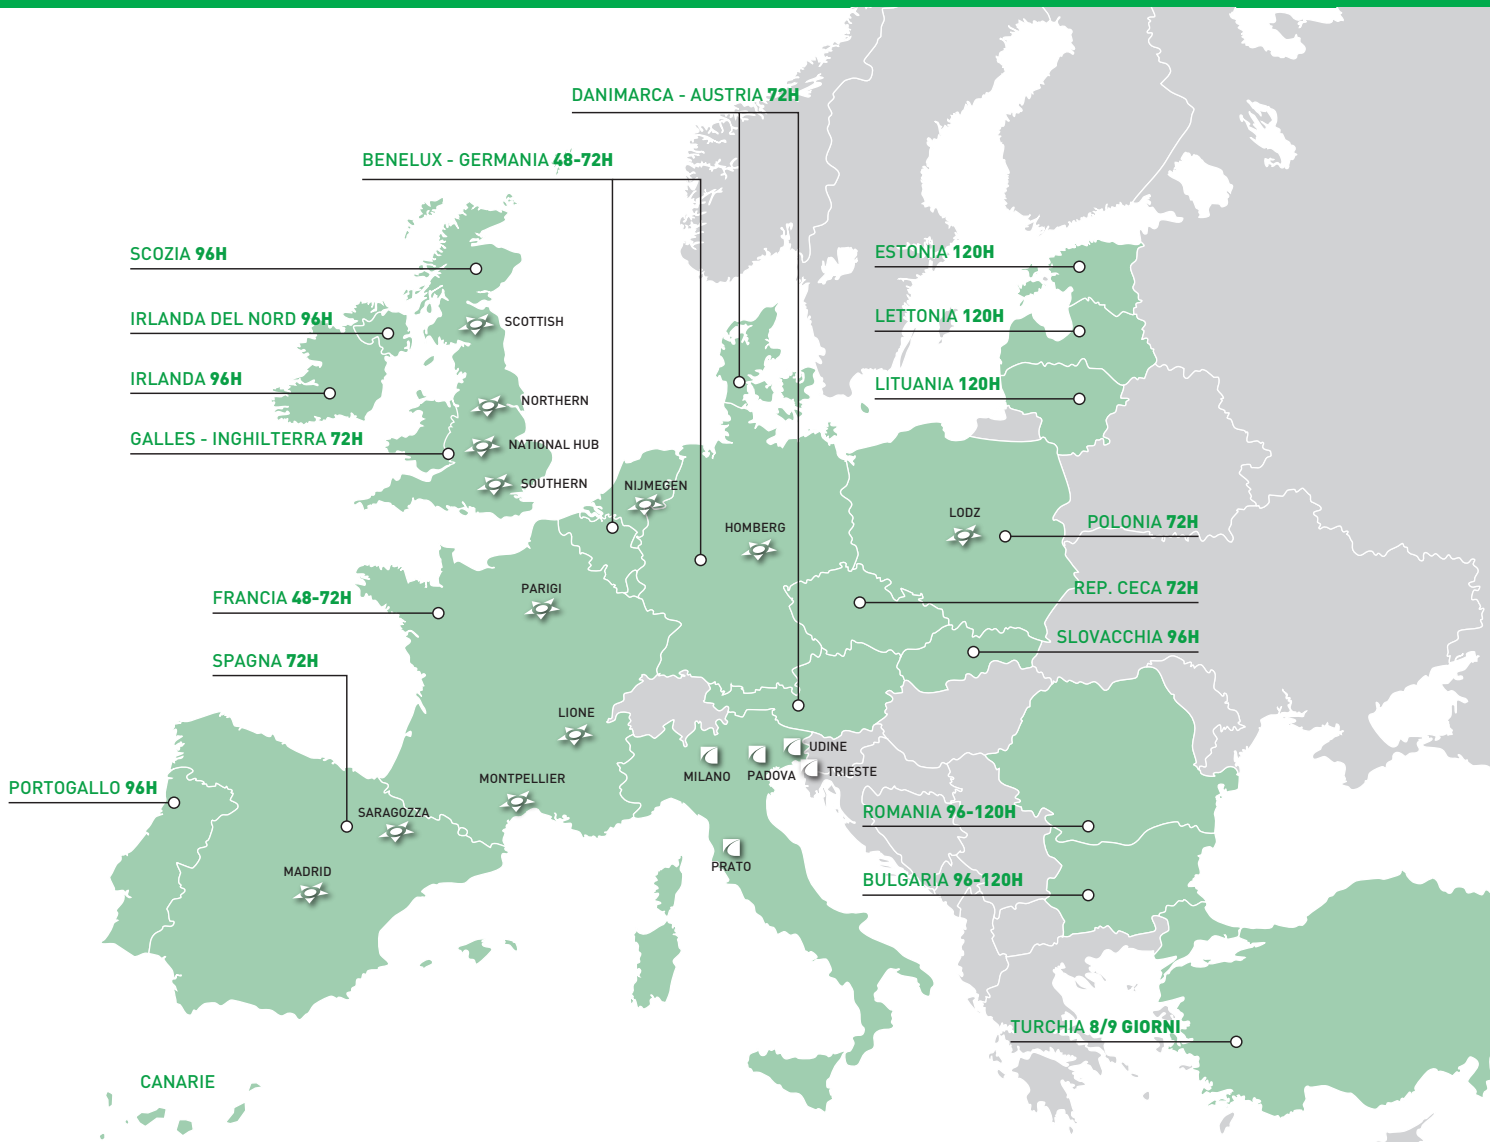 DANIMARCA - AUSTRIA 72H
BENELUX - GERMANIA 48-72H
SCOZIA 96H
ESTONIA 120H
IRLANDA DEL NORD 96H
SCOTTISH
LETTONIA 120H
IRLANDA 96H
LITUANIA 120H
NORTHERN
GALLES - INGHILTERRA 72H
NATIONAL HUB
SOUTHERN
NIJMEGEN
HOMBERG
LODZ
POLONIA 72H
PARIGI
REP. CECA 72H
FRANCIA 48-72H
SLOVACCHIA 96H
SPAGNA 72H
LIONE
UDINE
MILANO
PADOVA
TRIESTE
MONTPELLIER
PORTOGALLO 96H
SARAGOZZA
ROMANIA 96-120H
PRATO
MADRID
BULGARIA 96-120H
TURCHIA 8/9 GIORNI
CANARIE